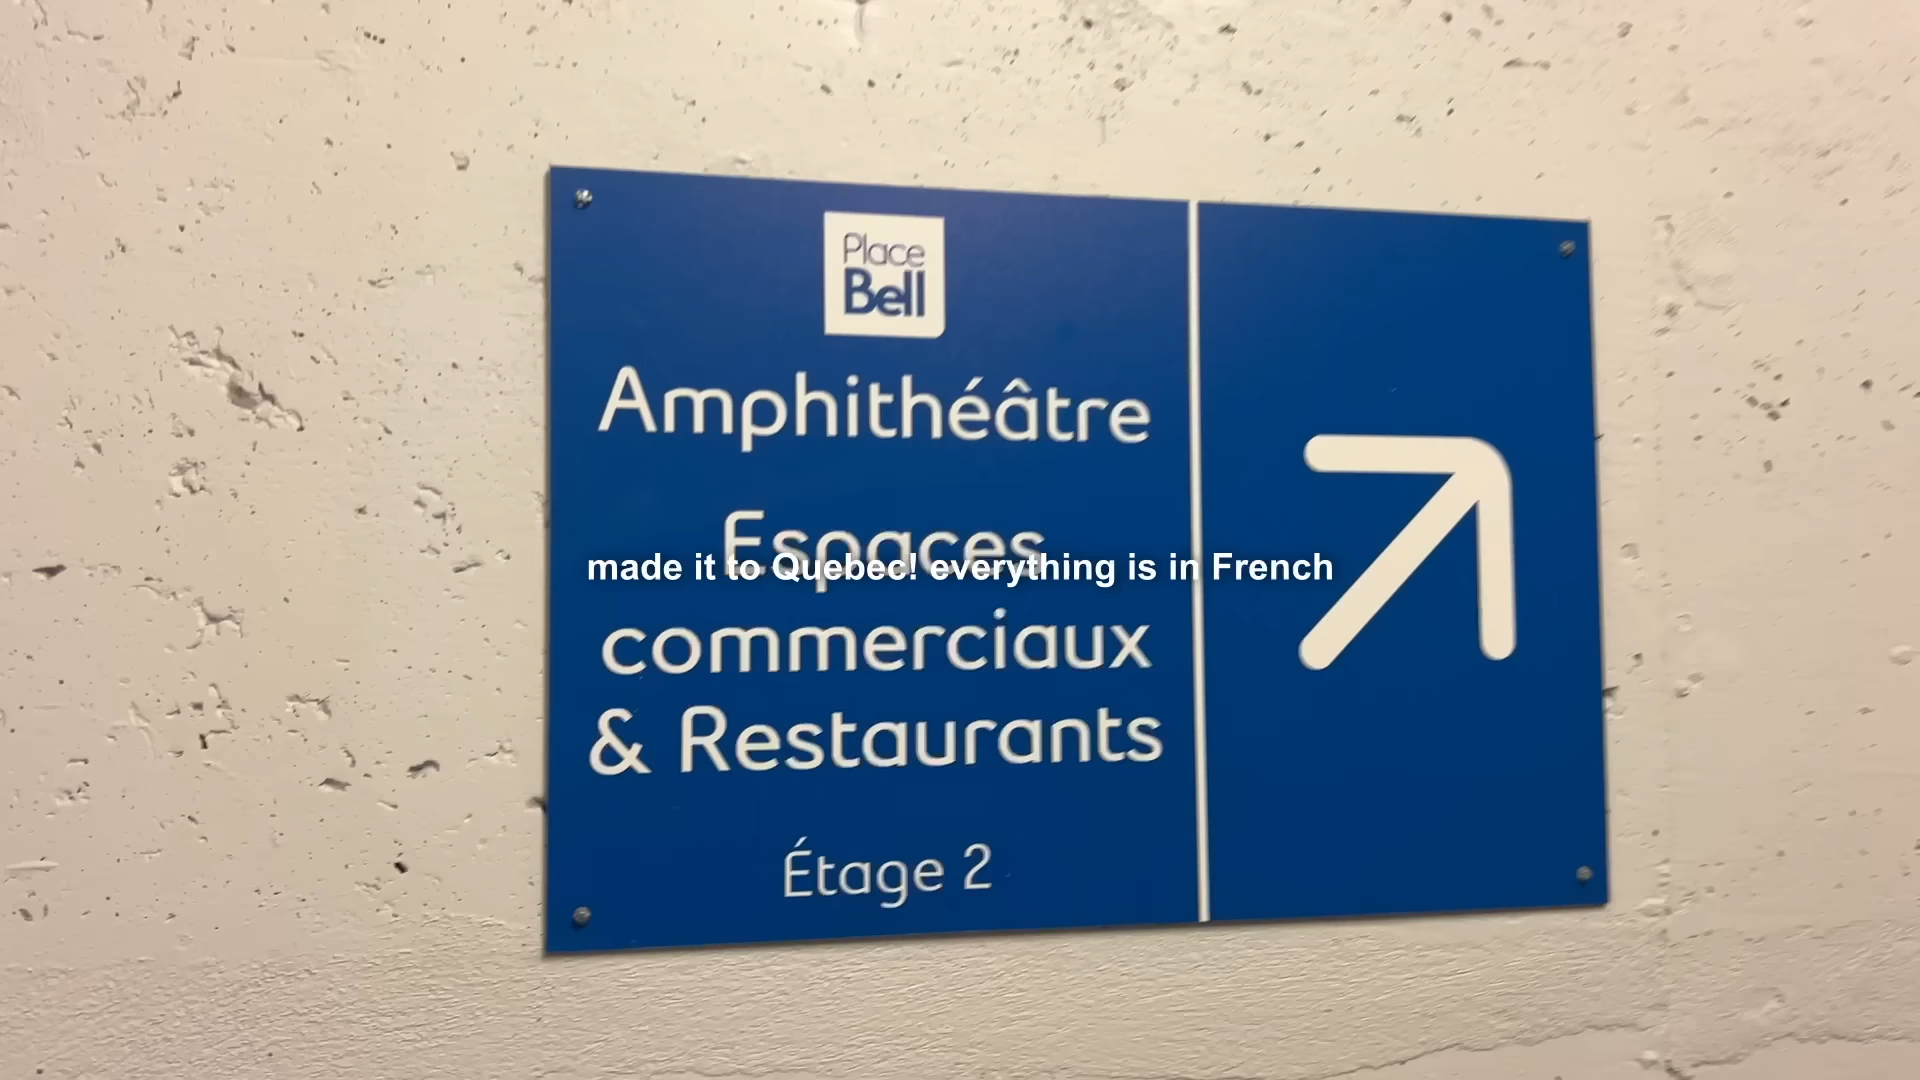 Place
Bell
Amphithéâtre
Espaces
made it to Quebec! everything is in French
commerciaux
& Restaurants
Étage 2